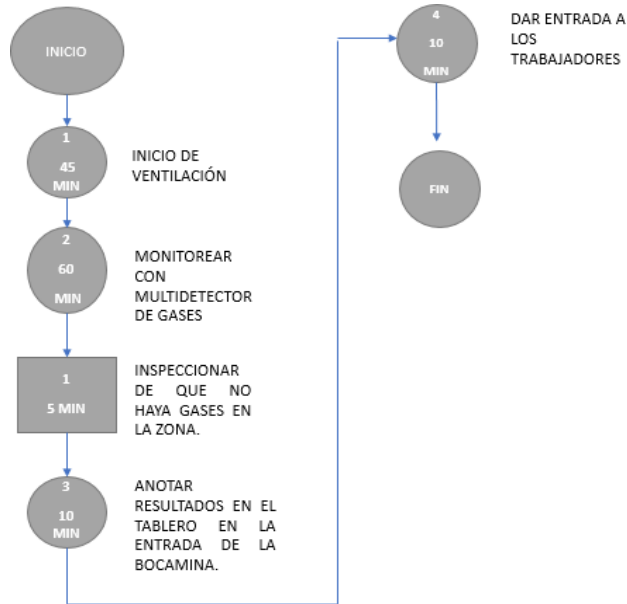 INICIO
1
45
MIN
INICIO DE
VENTILACIÓN
2
60
MIN
MONITOREAR
CON
MULTIDETECTOR
DE GASES
1
5 MIN
INSPECCIONAR
DE QUE NO
HAYA GASES EN
LA ZONA.
3
10
MIN
ANOTAR
RESULTADOS EN EL
TABLERO EN LA
ENTRADA DE LA
BOCAMINA.
4
10
MIN
DAR ENTRADA A
LOS
TRABAJADORES
FIN